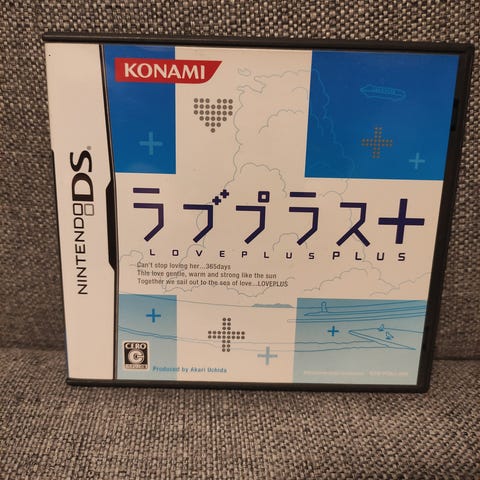 KONAMI
NINTENDO DS
ラブプラス+
LOVEPLUSPLUS
Can't stop loving her...365days
This love gentle, warm and strong like the sun
Together we sail out to the sea of love...LOVEPLUS
CERO
C
Produced by Akari Uchida